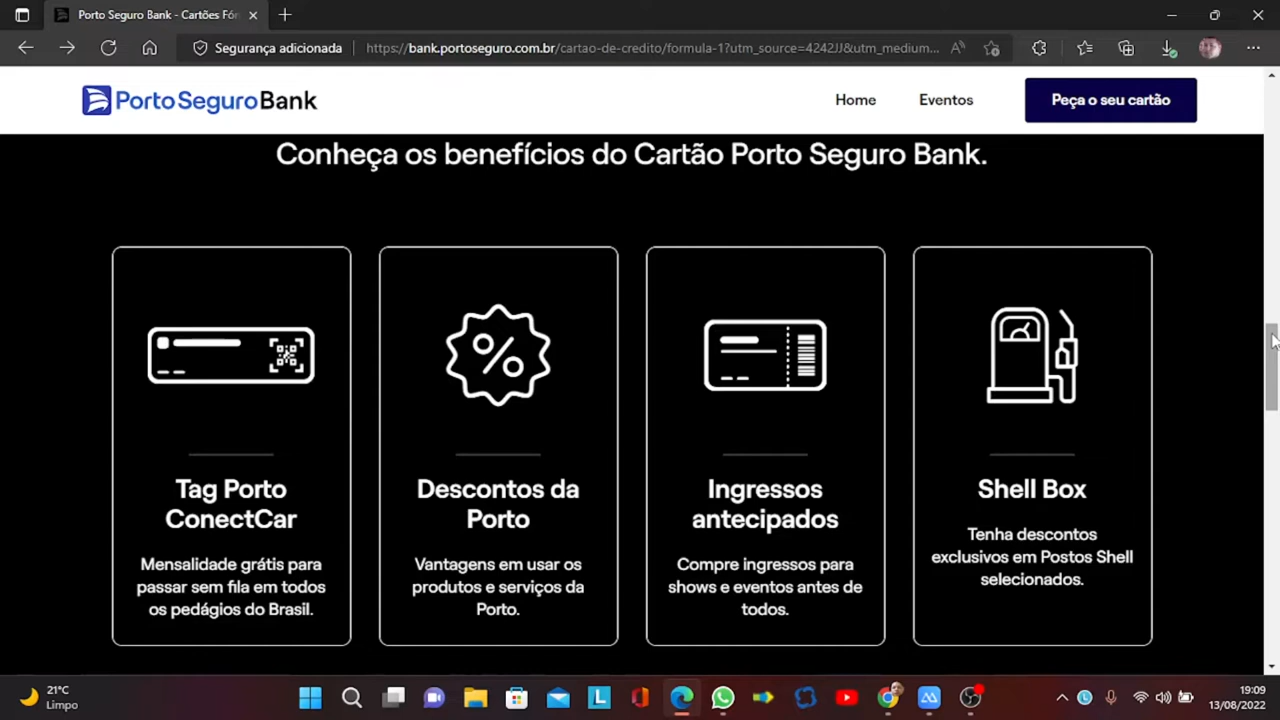 Porto Seguro Bank - Cartões Fór
Segurança adicionada
https://bank.portoseguro.com.br/cartao-de-credito/formula-1?utm_source=4242JJ&utm_medium...
PortoSeguroBank
Home
Eventos
Peça o seu cartão
Conheça os benefícios do Cartão Porto Seguro Bank.
Tag Porto
ConectCar
Mensalidade grátis para
passar sem fila em todos
os pedágios do Brasil.
Descontos da
Porto
Vantagens em usar os
produtos e serviços da
Porto.
Ingressos
antecipados
Compre ingressos para
shows e eventos antes de
todos.
Shell Box
Tenha descontos
exclusivos em Postos Shell
selecionados.
21°C
Limpo
19:09
13/08/2022